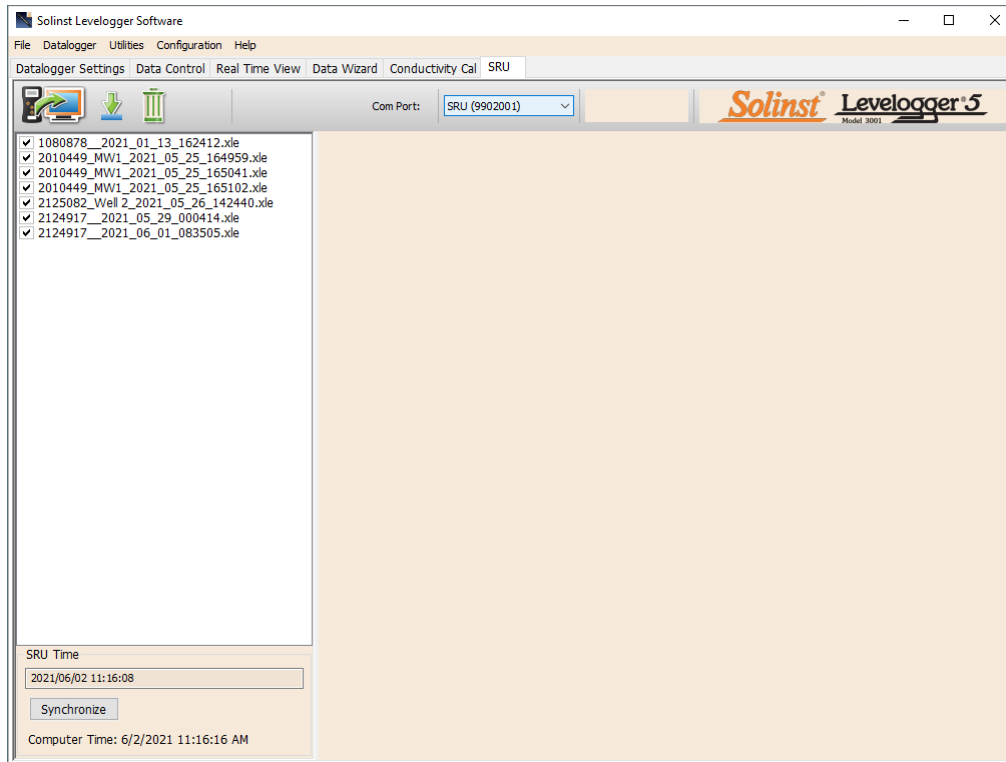 Solinst Levelogger Software
File Datalogger Utilities Configuration Help
Datalogger Settings Data Control Real Time View Data Wizard Conductivity Cal SRU
Com Port: SRU (9902001) Solinst® Levelogger® 5
Model 3001
1080878__2021_01_13_162412.xle
2010449_MW1_2021_05_25_164959.xle
2010449_MW1_2021_05_25_165041.xle
2010449_MW1_2021_05_25_165102.xle
2125082_Well 2_2021_05_26_142440.xle
2124917__2021_05_29_000414.xle
2124917__2021_06_01_083505.xle
SRU Time
2021/06/02 11:16:08
Synchronize
Computer Time: 6/2/2021 11:16:16 AM